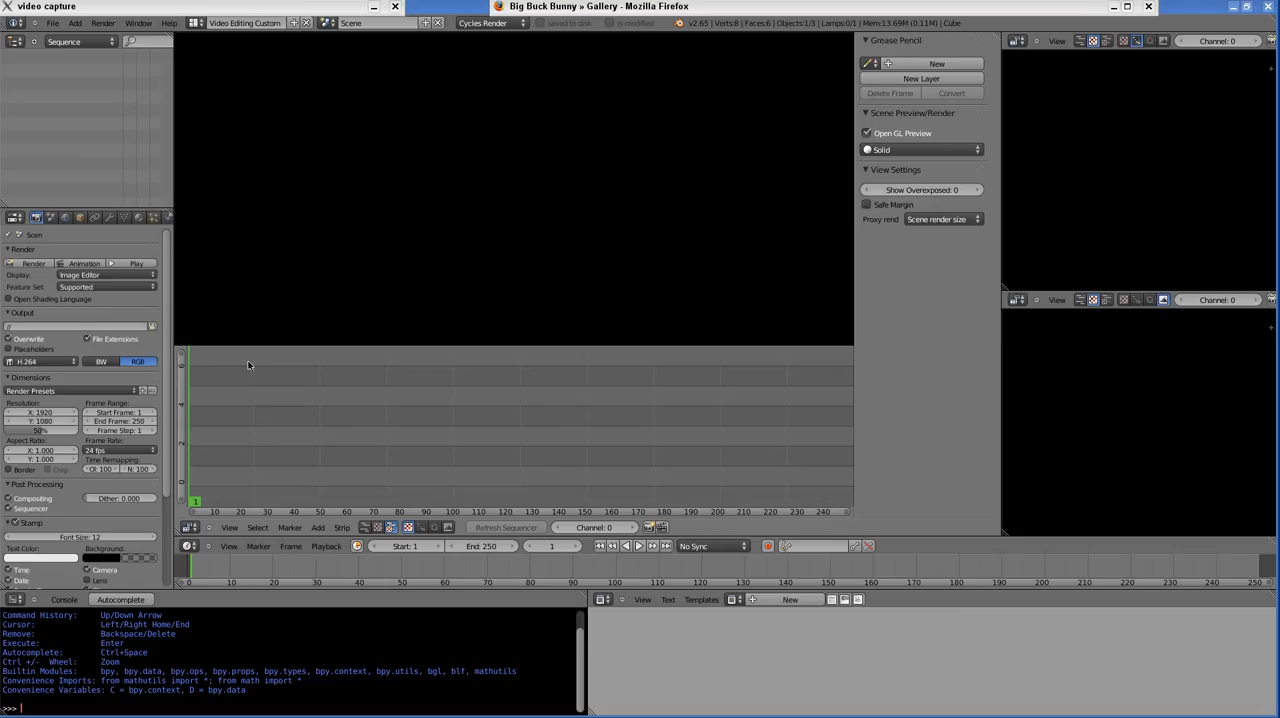 video capture
Big Buck Bunny » Gallery - Mozilla Firefox
File Add Render Window Help
Video Editing Custom
Scene
Cycles Render
saved to disk
is modified
v2.65 | Verts:8 | Faces:6 | Objects:1/3 | Lamps:0/1 | Mem:13.69M (0.11M) | Cube
Sequence
Grease Pencil
New
New Layer
Delete Frame Convert
Scene Preview/Render
Open GL Preview
Solid
View Settings
Show Overexposed: 0
Safe Margin
Proxy rend Scene render size
View Channel: 0
View Channel: 0
Scen
Render
Render Animation Play
Display: Image Editor
Feature Set: Supported
Open Shading Language
Output
//
Overwrite File Extensions
Placeholders
H.264 BW RGB
Dimensions
Render Presets
Resolution: Frame Range:
X: 1920 Start Frame: 1
Y: 1080 End Frame: 250
50% Frame Step: 1
Aspect Ratio: Frame Rate:
X: 1.000 24 fps
Y: 1.000 Time Remapping:
Border Crop Ol: 100 N: 100
Post Processing
Compositing Dither: 0.000
Sequencer
Stamp
Font Size: 12
Text Color: Background:
Time Camera
Date Lens
6
4
2
0
1
10 20 30 40 50 60 70 80 90 100 110 120 130 140 150 160 170 180 190 200 210 220 230 240
View Select Marker Add Strip Refresh Sequencer Channel: 0
View Marker Frame Playback Start: 1 End: 250 1 No Sync
0 10 20 30 40 50 60 70 80 90 100 110 120 130 140 150 160 170 180 190 200 210 220 230 240 250
Console Autocomplete
View Text Templates New
Command History: Up/Down Arrow
Cursor: Left/Right Home/End
Remove: Backspace/Delete
Execute: Enter
Autocomplete: Ctrl+Space
Ctrl +/- Wheel: Zoom
Builtin Modules: bpy, bpy.data, bpy.ops, bpy.props, bpy.types, bpy.context, bpy.utils, bgl, blf, mathutils
Convenience Imports: from mathutils import *; from math import *
Convenience Variables: C = bpy.context, D = bpy.data
>>>